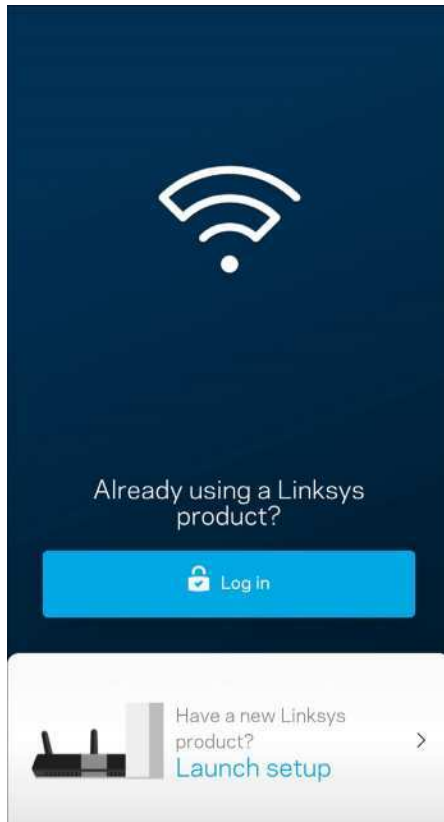 Already using a Linksys
product?
Log in
Have a new Linksys
product?
Launch setup